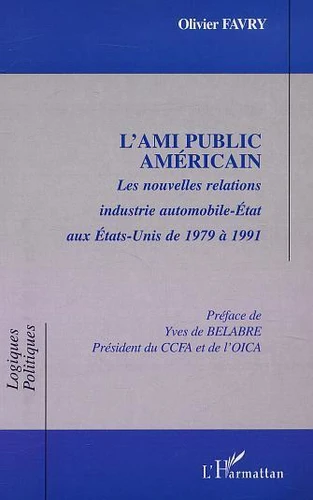 Olivier FAVRY
L'AMI PUBLIC
AMÉRICAIN
Les nouvelles relations
industrie automobile-État
aux États-Unis de 1979 à 1991
Préface de
Yves de BELABRE
Président du CCFA et de l'OICA
Logiques
Politiques
L'Harmattan